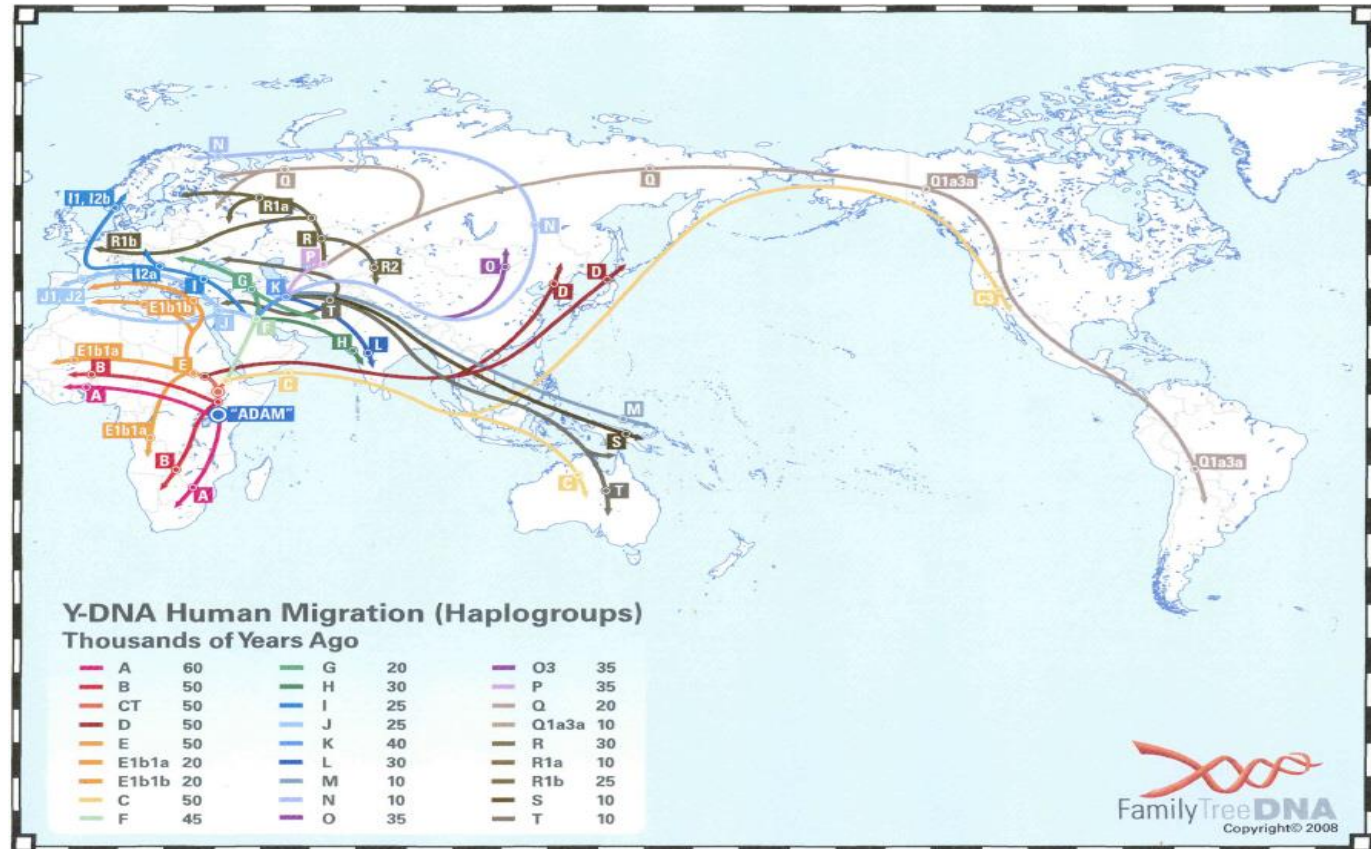 N
Q
Q
Q1a3a
I1, I2b
R1a
N
R1b
R
P
O
I2a
G
R2
D
D
I
K
J1, J2
E1b1b
T
C3
J
F
H
L
E1b1a
E
B
C
A
"ADAM"
M
E1b1a
S
B
Q1a3a
C
T
A
Y-DNA Human Migration (Haplogroups)
Thousands of Years Ago
A 60
B 50
CT 50
D 50
E 50
E1b1a 20
E1b1b 20
C 50
F 45
G 20
H 30
I 25
J 25
K 40
L 30
M 10
N 10
O 35
O3 35
P 35
Q 20
Q1a3a 10
R 30
R1a 10
R1b 25
S 10
T 10
FamilyTreeDNA
Copyright© 2008